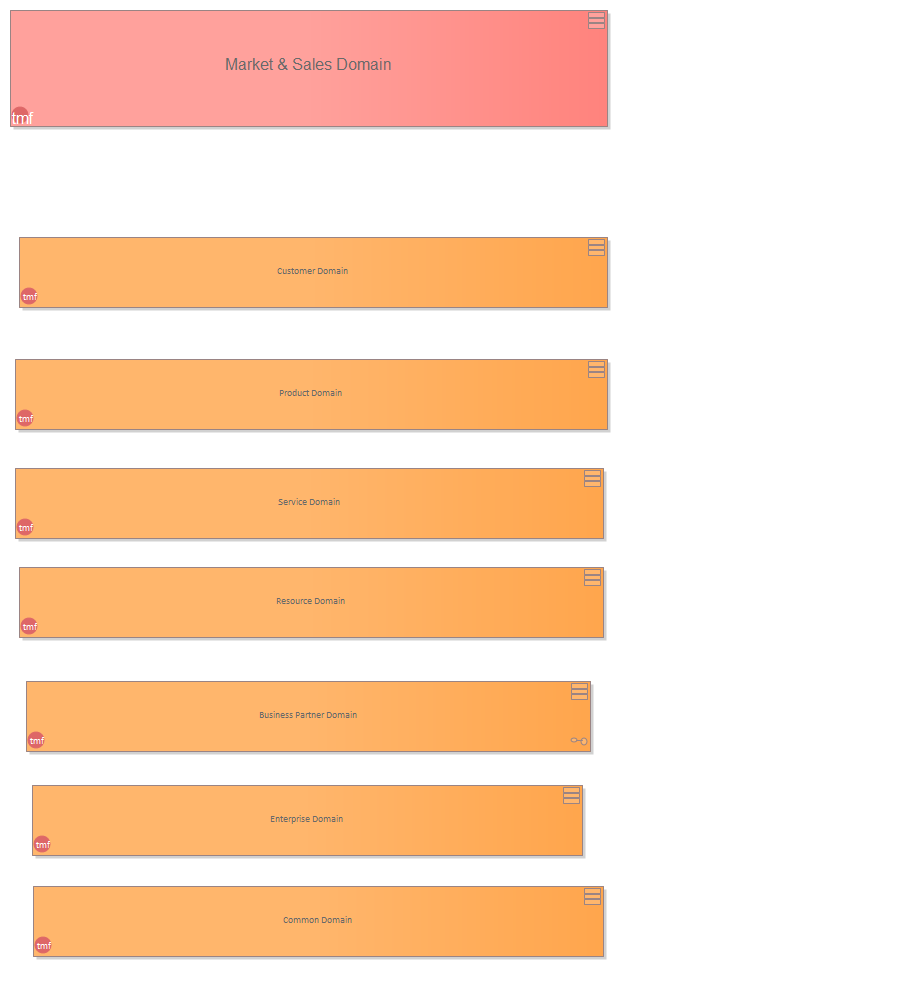 Market & Sales Domain
tmf
Customer Domain
tmf
Product Domain
tmf
Service Domain
tmf
Resource Domain
tmf
Business Partner Domain
tmf
Enterprise Domain
tmf
Common Domain
tmf